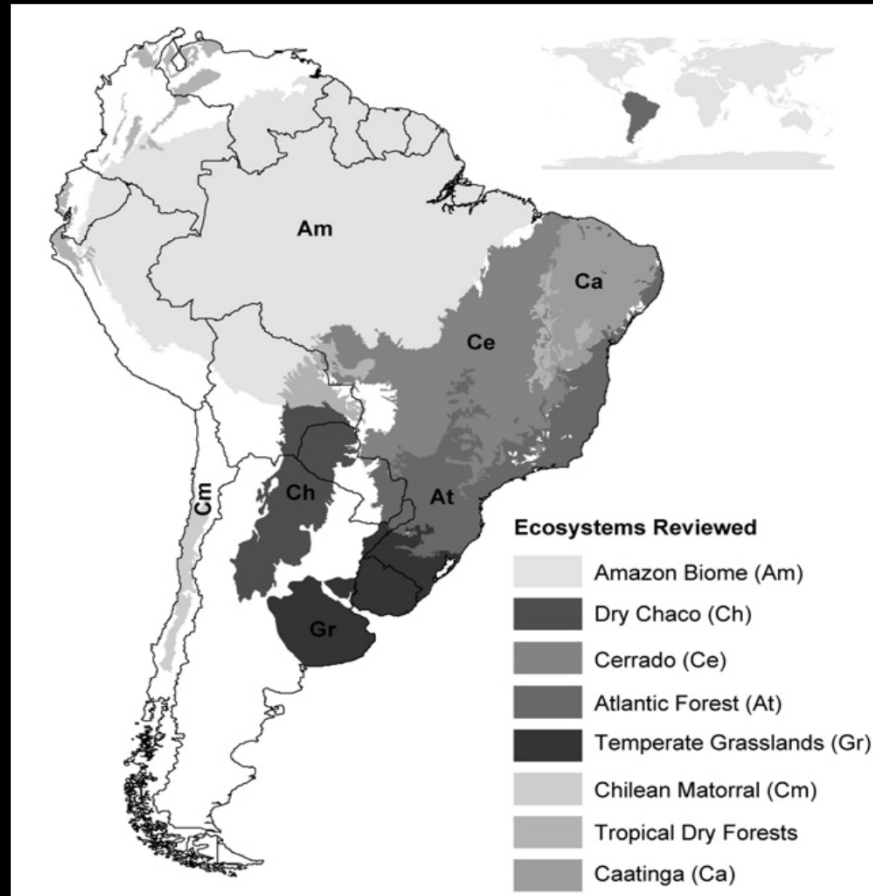 Am
Ca
Ce
Cm
Ch
At
Gr
Ecosystems Reviewed
Amazon Biome (Am)
Dry Chaco (Ch)
Cerrado (Ce)
Atlantic Forest (At)
Temperate Grasslands (Gr)
Chilean Matorral (Cm)
Tropical Dry Forests
Caatinga (Ca)